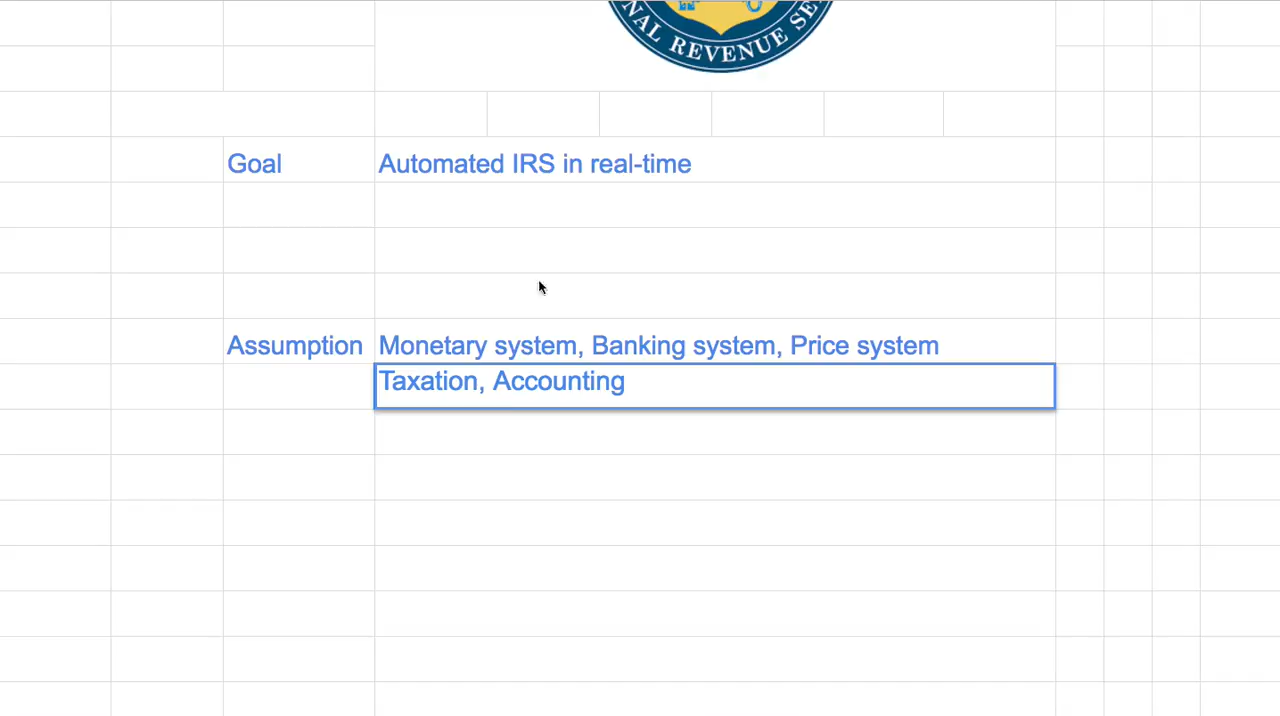 NAL REVENUE SE
Goal Automated IRS in real-time
Assumption Monetary system, Banking system, Price system
Taxation, Accounting